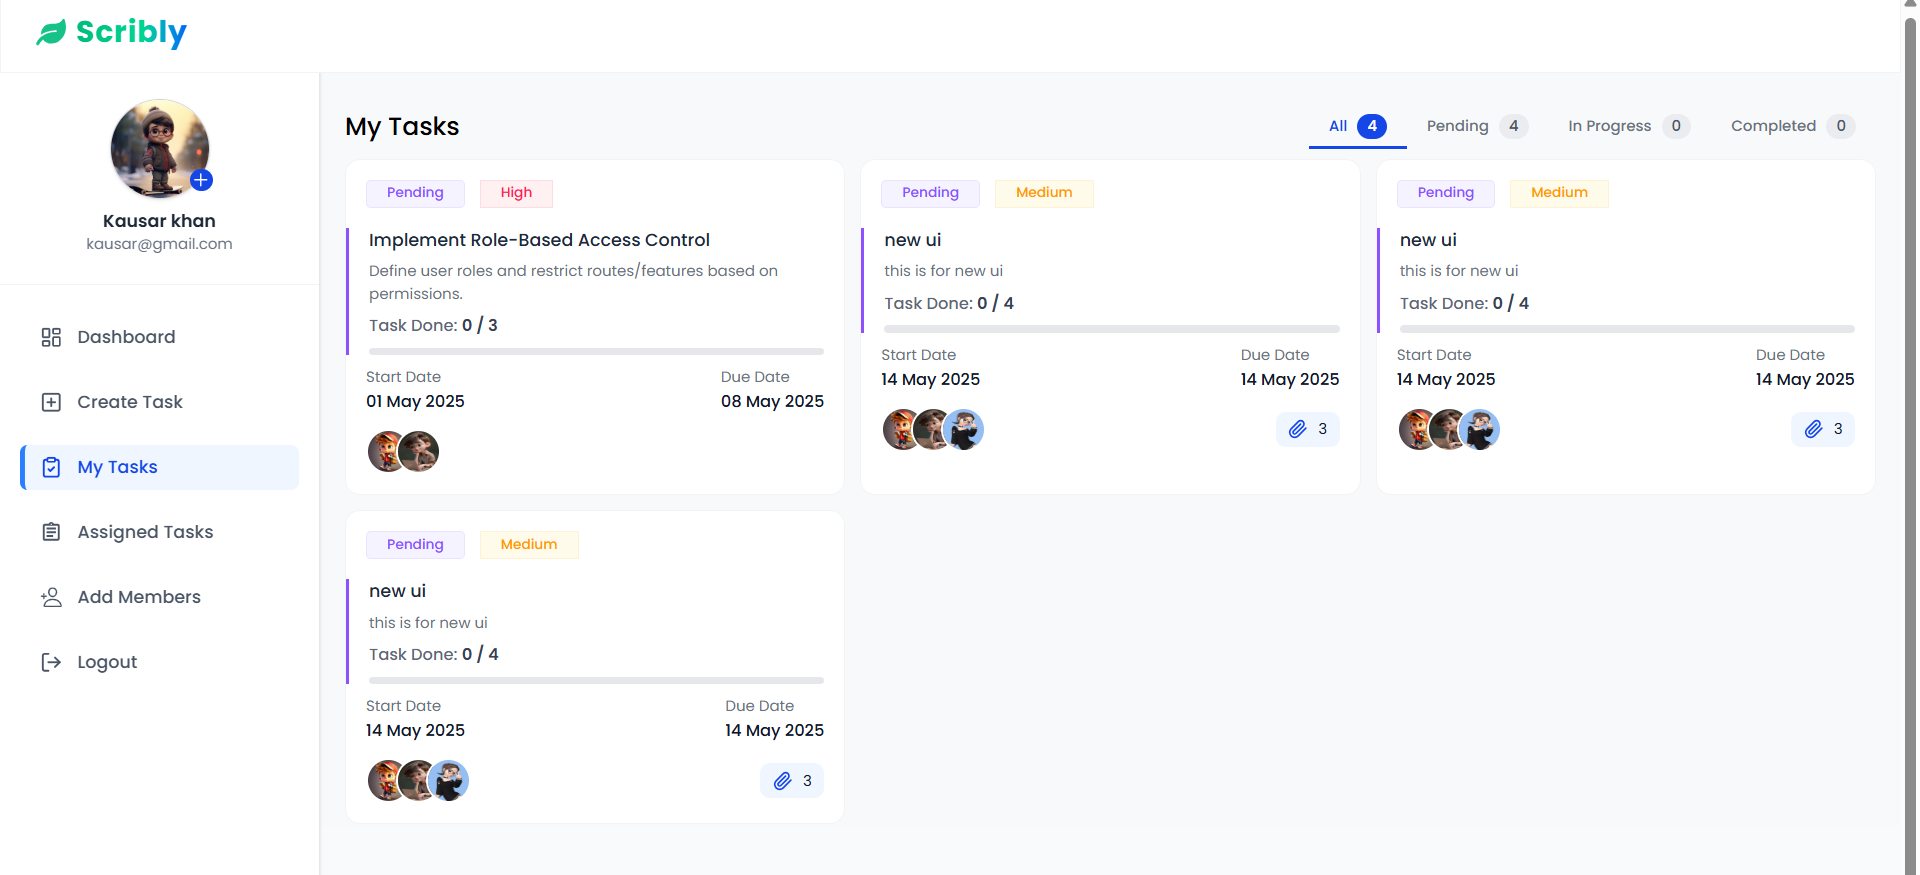 Scribly
Kausar khan
kausar@gmail.com
Dashboard
Create Task
My Tasks
Assigned Tasks
Add Members
Logout
My Tasks
All 4 Pending 4 In Progress 0 Completed 0
Pending High
Implement Role-Based Access Control
Define user roles and restrict routes/features based on
permissions.
Task Done: 0 / 3
Start Date Due Date
01 May 2025 08 May 2025
Pending Medium
new ui
this is for new ui
Task Done: 0 / 4
Start Date Due Date
14 May 2025 14 May 2025
3
Pending Medium
new ui
this is for new ui
Task Done: 0 / 4
Start Date Due Date
14 May 2025 14 May 2025
3
Pending Medium
new ui
this is for new ui
Task Done: 0 / 4
Start Date Due Date
14 May 2025 14 May 2025
3